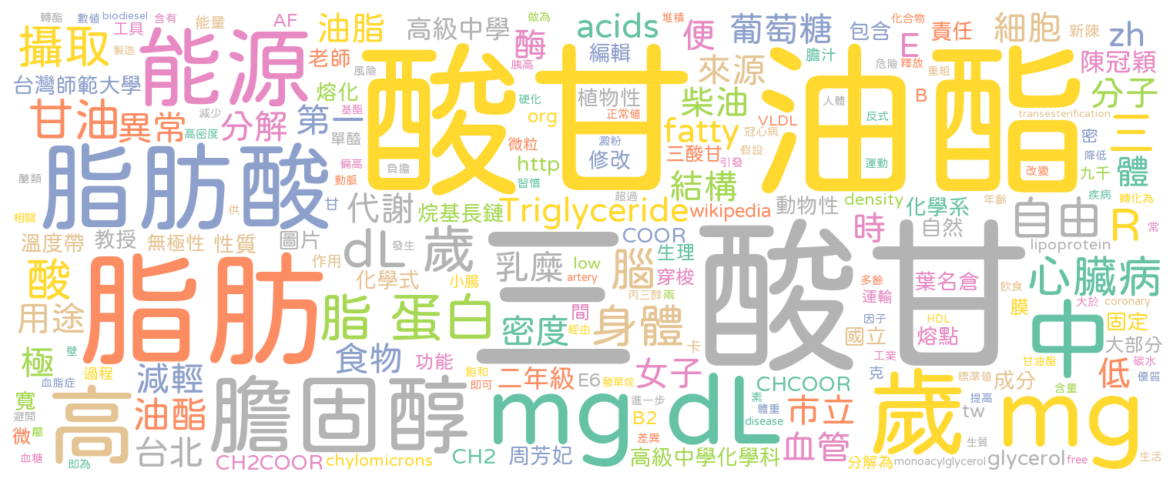 轉酯 biodiesel 數值 含有 能量 AF 油脂 高級中學 做為 堆積 acids 便 葡萄糖 化合物 包含 E 責任 細胞 新陳 zh
攝取 製造 能源 工具 老師 酸甘油酯 酶 胰高 編輯 膽汁 來源 危險 釋放 陳冠穎
台灣師範大學 風險 熔化 植物性 柴油 人體 重組 B 分子
甘油 異常 減少 分解 第一 基酯 硬化 org 正常值 fatty VLDL 冠心病 反式 transesterification 三
高密度 單醯 澱粉 微粒 三酸甘 假設 密 降低
醣類 脂肪酸 偏高 負擔 http 修改 引發 運動 改變 九千 體
動脈 習慣 結構 疾病
相關 供 甘 代謝 烷基長鏈 超過 Triglyceride wikipedia 動物性 density 化學系 年齡 轉化為
溫度帶 教授 無極性 性質 圖片 dL 歲 發生 三 COOR 生理 酸甘 時 自然 自由 R 常
酸 脂肪 作用 化學式 小腸 乳糜 low artery 腦 穿梭 多餘 lipoprotein 心臟病
用途 脂 蛋白 密度 間 丙三醇 兩 身體 運輸 葉名倉 飲食 膜 大於 coronary
極 壁 過程 食物 功能 經由 卡 因子 HDL 國立 熔點 中 固定
血脂症 減輕 膽固醇 飽和 即可 二年級 女子 工業 大部分 甘油酯 碳水
寬 避開 高 油酯 mg E6 酸單烷 dL CHCOOR 克 歲 標準值 成分 低 優質
微 屬 台北 進一步 B2 素 體重 市立 提高 tw mg 含量
血糖 即為 CH2COOR chylomicrons CH2 周芳妃 差異 高級中學化學科 disease 血管 分解為 monoacylglycerol 生質 glycerol free 生活